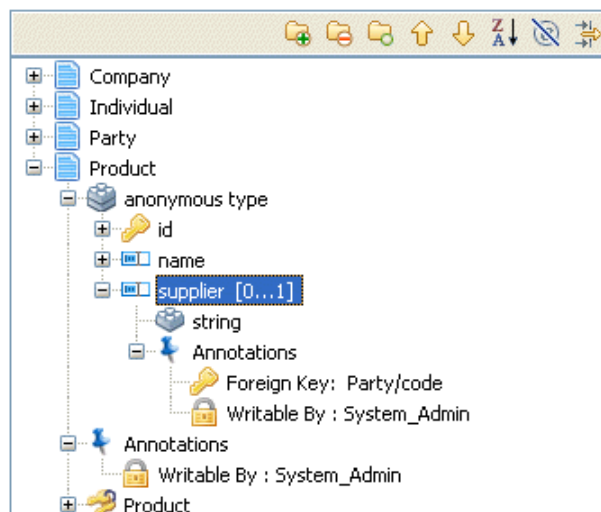 Company
Individual
Party
Product
anonymous type
id
name
supplier [0...1]
string
Annotations
Foreign Key: Party/code
Writable By : System_Admin
Annotations
Writable By : System_Admin
Product